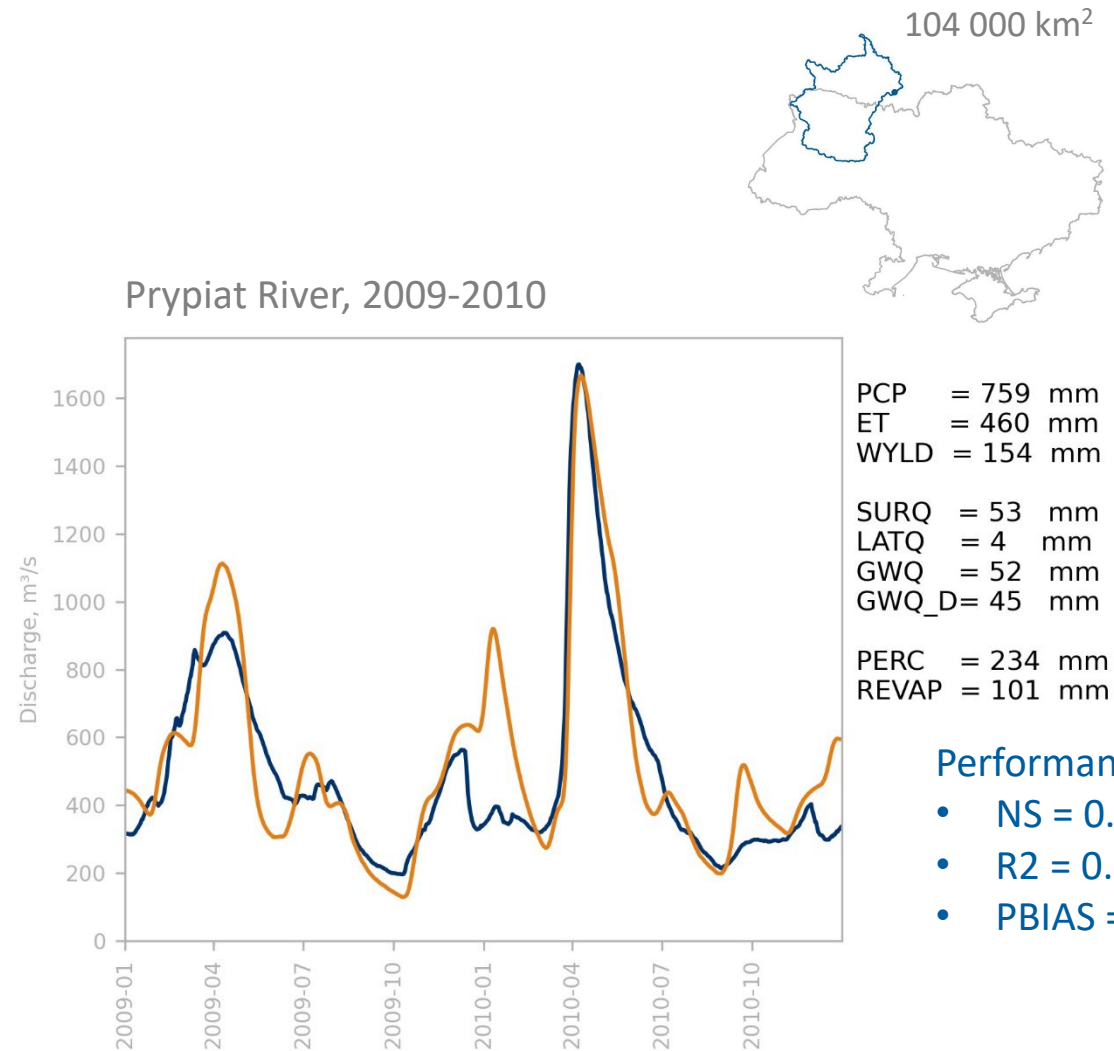 104 000 km²
Prypiat River, 2009-2010
Discharge, m³/s
1600
1400
1200
1000
800
600
400
200
0
2009-01
2009-04
2009-07
2009-10
2010-01
2010-04
2010-07
2010-10
PCP = 759 mm
ET = 460 mm
WYLD = 154 mm
SURQ = 53 mm
LATQ = 4 mm
GWQ = 52 mm
GWQ_D= 45 mm
PERC = 234 mm
REVAP = 101 mm
• NS = 0.
• R2 = 0.
• PBIAS =